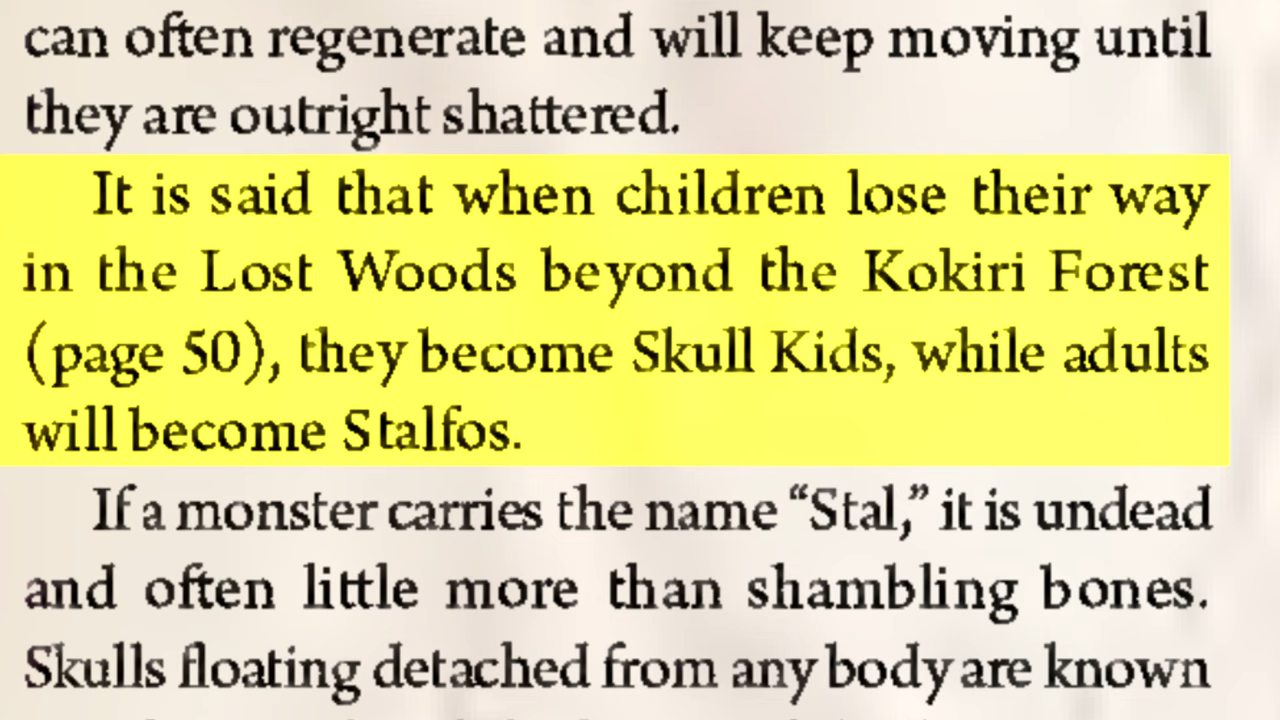 can often regenerate and will keep moving until
they are outright shattered.
It is said that when children lose their way
in the Lost Woods beyond the Kokiri Forest
(page 50), they become Skull Kids, while adults
will become Stalfos.
If a monster carries the name “Stal,” it is undead
and often little more than shambling bones.
Skulls floating detached from any body are known